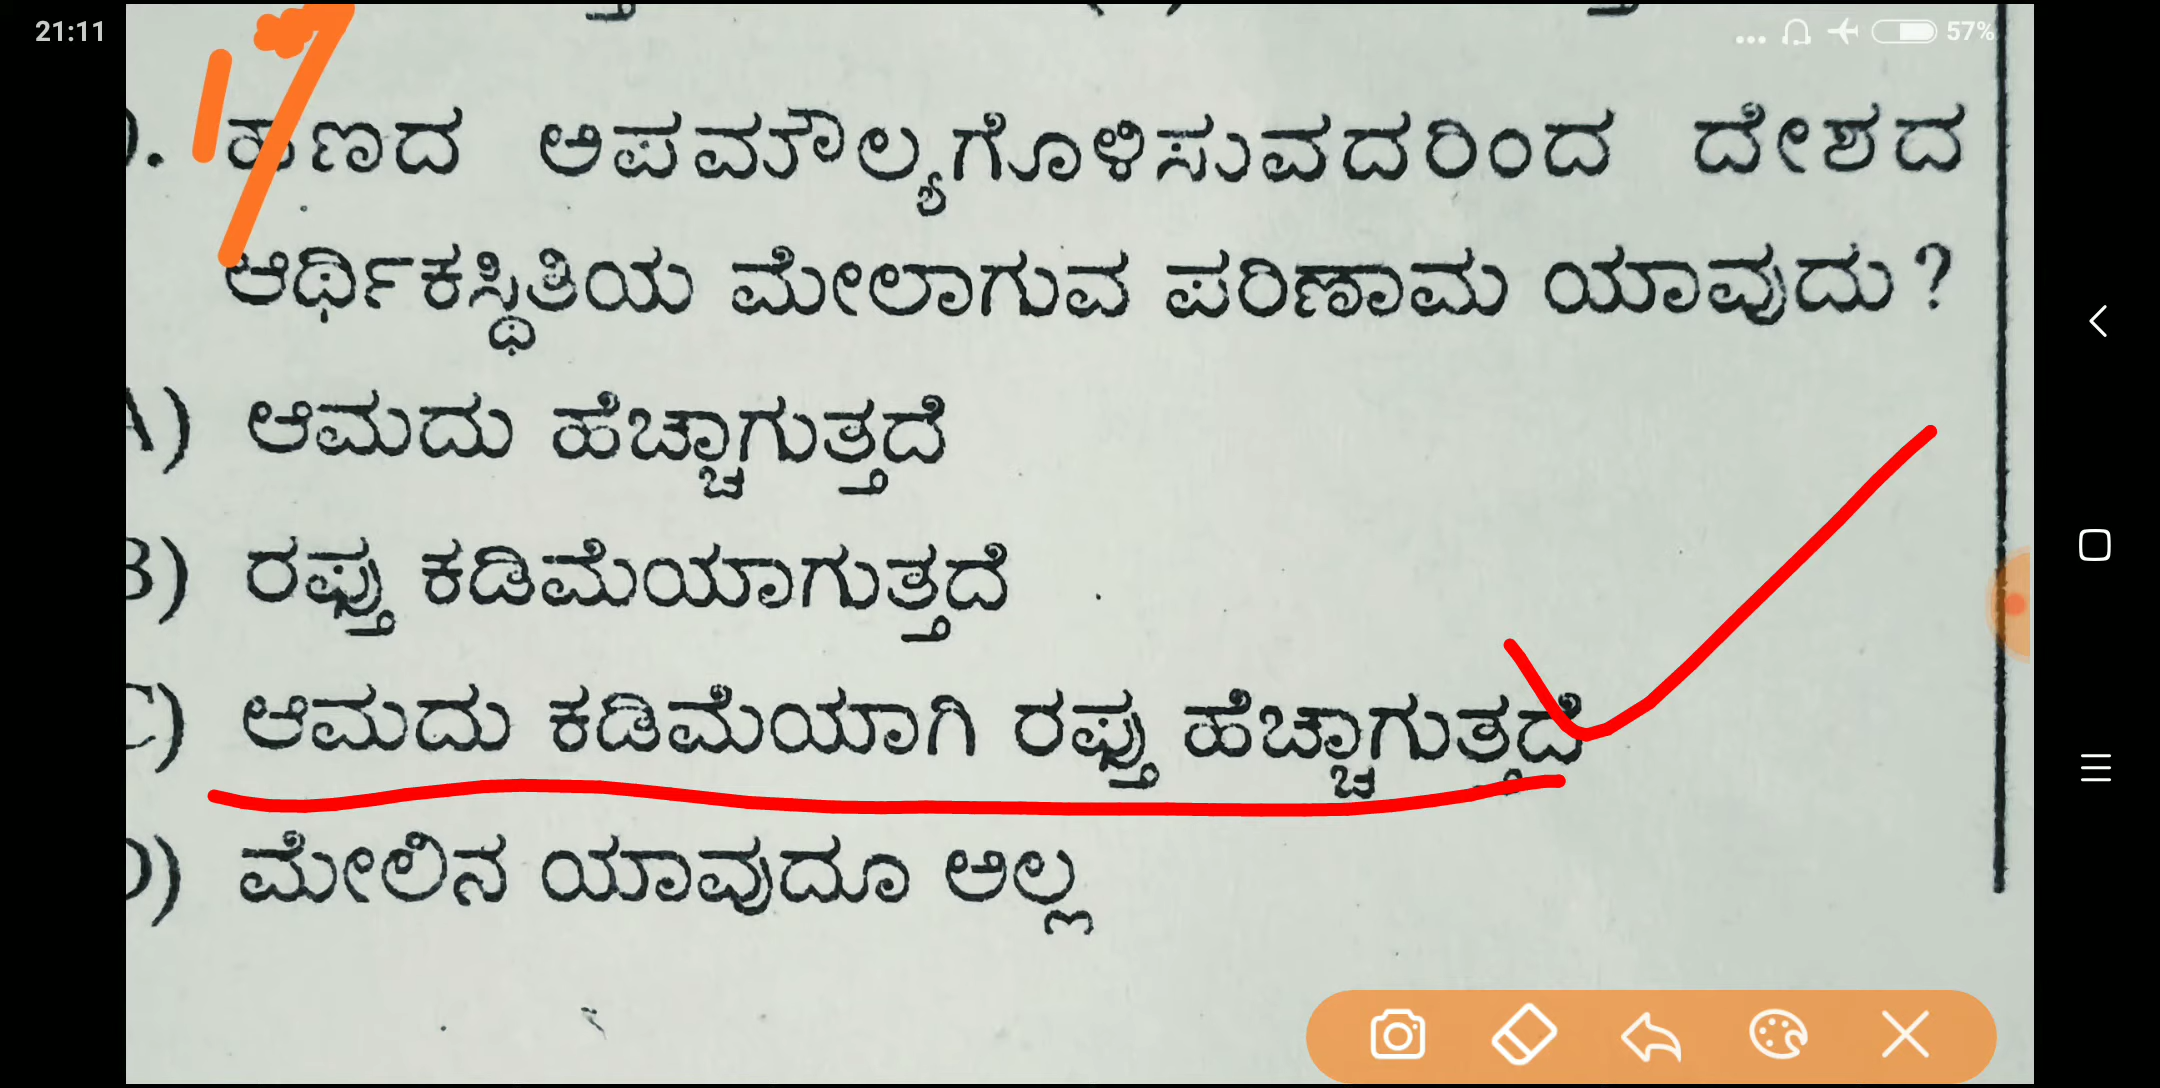 21:11
57%
17
. ಹಣದ ಅಪಮೌಲ್ಯಗೊಳಿಸುವದರಿಂದ ದೇಶದ
ಆರ್ಥಿಕಸ್ಥಿತಿಯ ಮೇಲಾಗುವ ಪರಿಣಾಮ ಯಾವುದು?
A) ಆಮದು ಹೆಚ್ಚಾಗುತ್ತದೆ
B) ರಫ್ತು ಕಡಿಮೆಯಾಗುತ್ತದೆ
C) ಆಮದು ಕಡಿಮೆಯಾಗಿ ರಫ್ತು ಹೆಚ್ಚಾಗುತ್ತದೆ
D) ಮೇಲಿನ ಯಾವುದೂ ಅಲ್ಲ